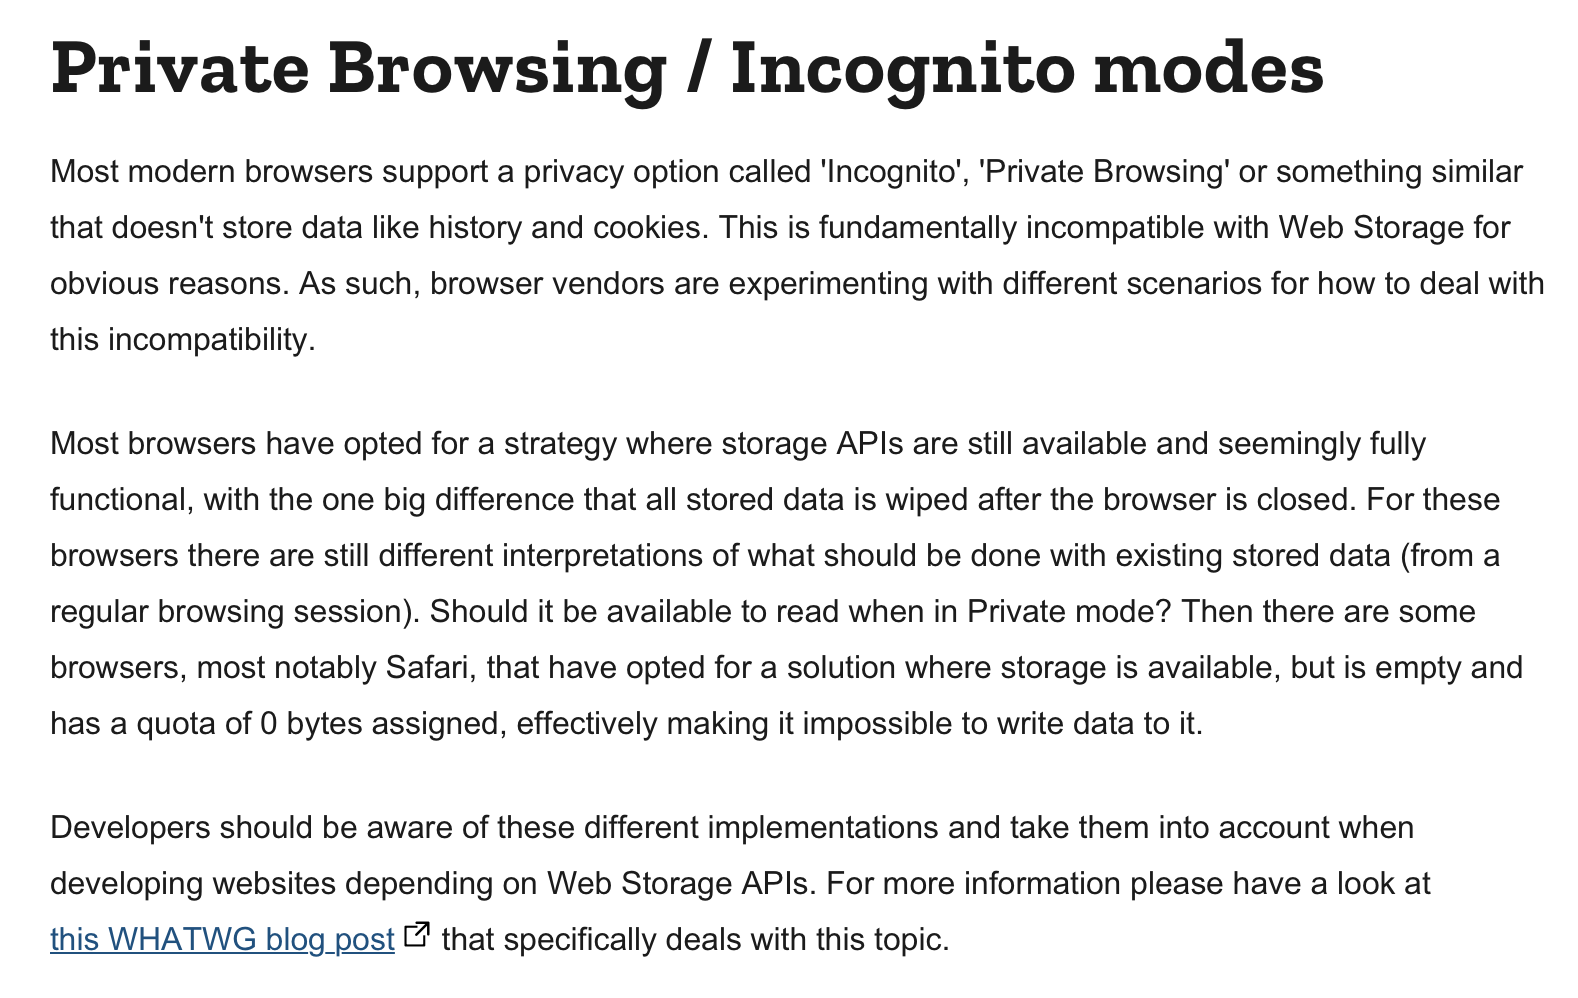 Private Browsing / Incognito modes
Most modern browsers support a privacy option called 'Incognito', 'Private Browsing' or something similar
that doesn't store data like history and cookies. This is fundamentally incompatible with Web Storage for
obvious reasons. As such, browser vendors are experimenting with different scenarios for how to deal with
this incompatibility.
Most browsers have opted for a strategy where storage APIs are still available and seemingly fully
functional, with the one big difference that all stored data is wiped after the browser is closed. For these
browsers there are still different interpretations of what should be done with existing stored data (from a
regular browsing session). Should it be available to read when in Private mode? Then there are some
browsers, most notably Safari, that have opted for a solution where storage is available, but is empty and
has a quota of 0 bytes assigned, effectively making it impossible to write data to it.
Developers should be aware of these different implementations and take them into account when
developing websites depending on Web Storage APIs. For more information please have a look at
this WHATWG blog post that specifically deals with this topic.